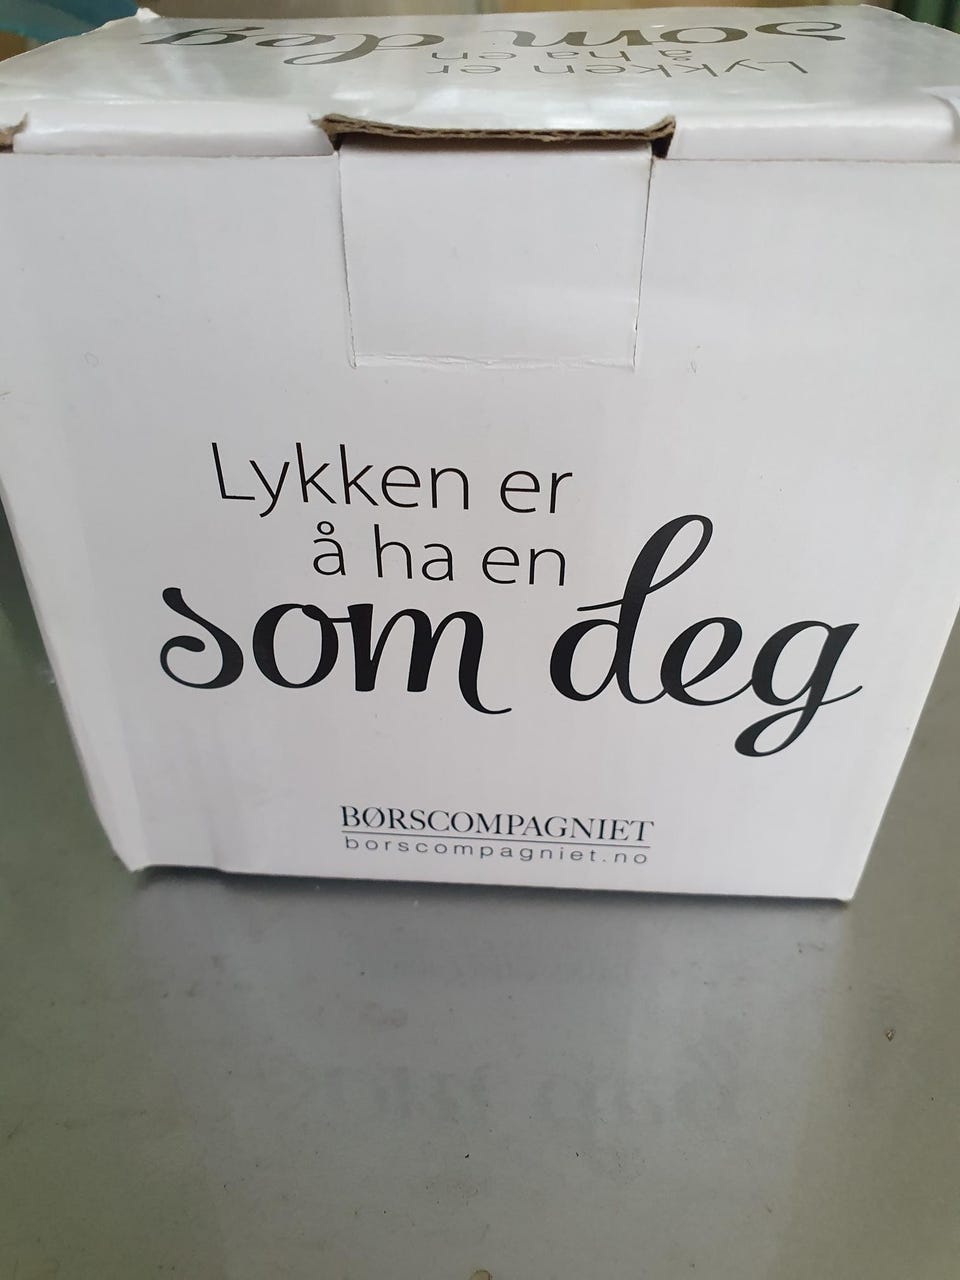 som deg
å ha en
Lykken er
Lykken er
å ha en
som deg
BØRSCOMPAGNIET
borscompagniet.no